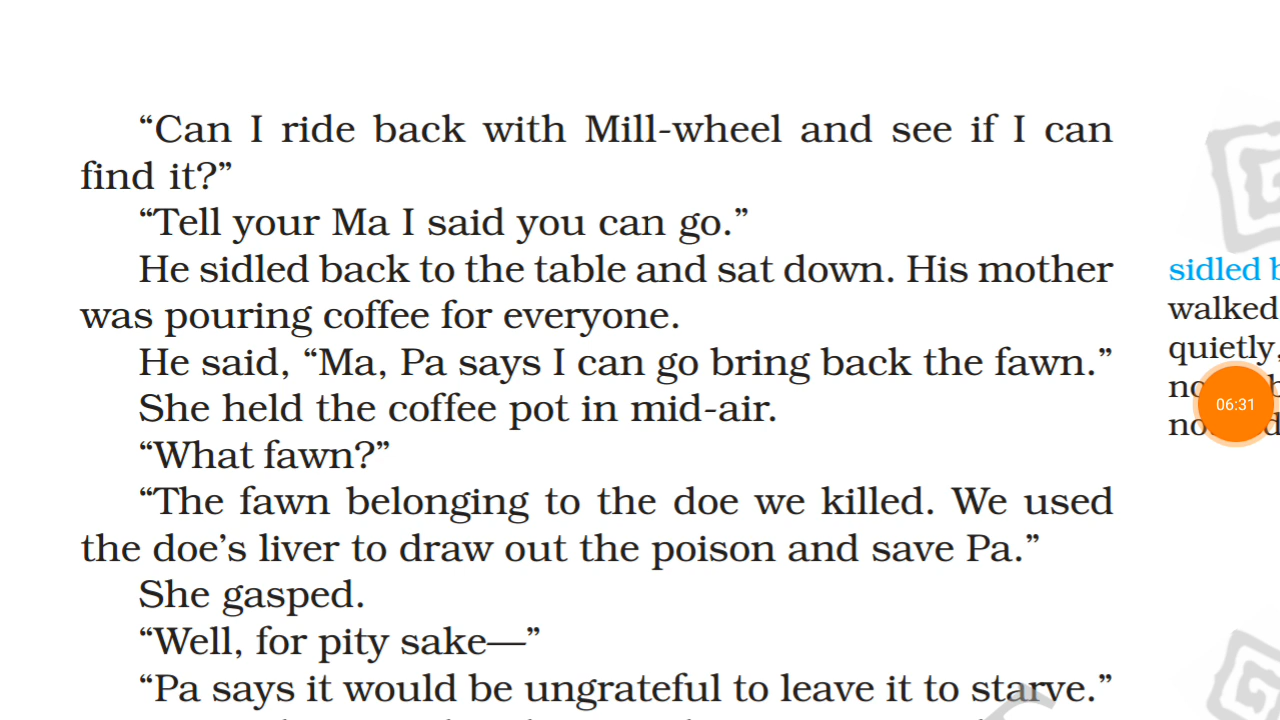 “Can I ride back with Mill-wheel and see if I can
find it?”
“Tell your Ma I said you can go.”
He sidled back to the table and sat down. His mother
was pouring coffee for everyone.
He said, “Ma, Pa says I can go bring back the fawn.”
She held the coffee pot in mid-air.
“What fawn?”
“The fawn belonging to the doe we killed. We used
the doe’s liver to draw out the poison and save Pa.”
She gasped.
“Well, for pity sake—”
“Pa says it would be ungrateful to leave it to starve.”
sidled
walked
quietly,
06:31